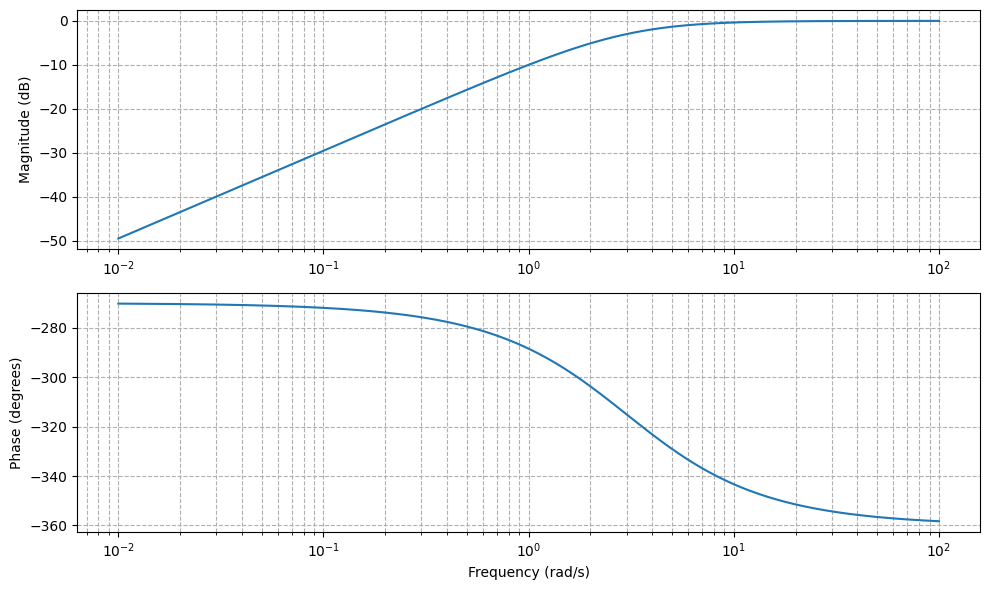 Magnitude (dB)
0
−10
−20
−30
−40
−50
10⁻² 10⁻¹ 10⁰ 10¹ 10²
Phase (degrees)
−280
−300
−320
−340
−360
10⁻² 10⁻¹ 10⁰ 10¹ 10²
Frequency (rad/s)